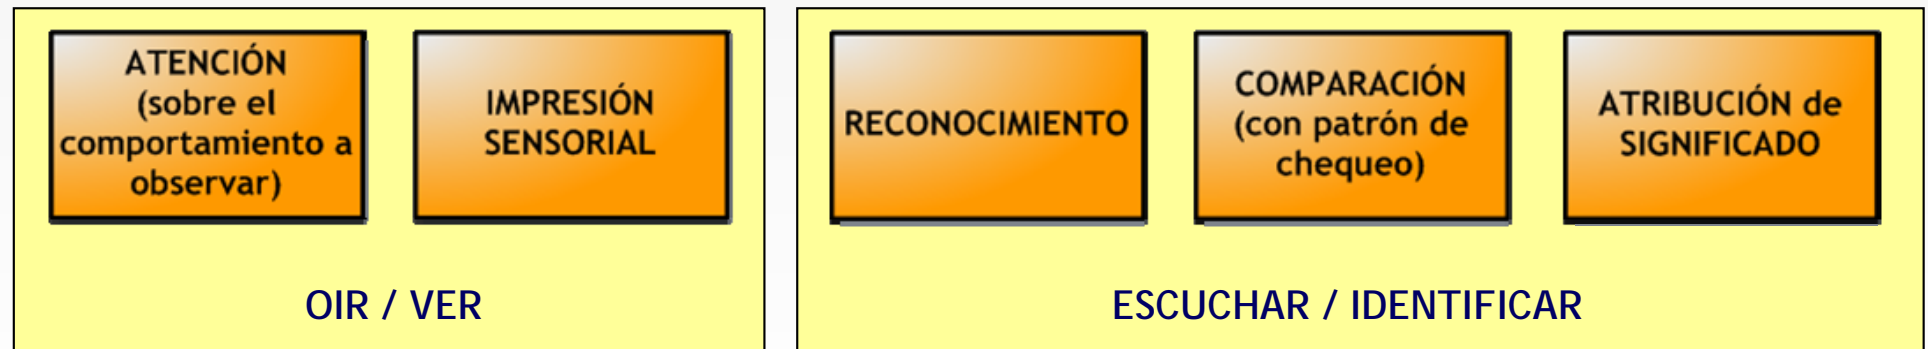 ATENCIÓN
(sobre el
comportamiento a
observar)
IMPRESIÓN
SENSORIAL
OIR / VER
RECONOCIMIENTO
COMPARACIÓN
(con patrón de
chequeo)
ATRIBUCIÓN de
SIGNIFICADO
ESCUCHAR / IDENTIFICAR